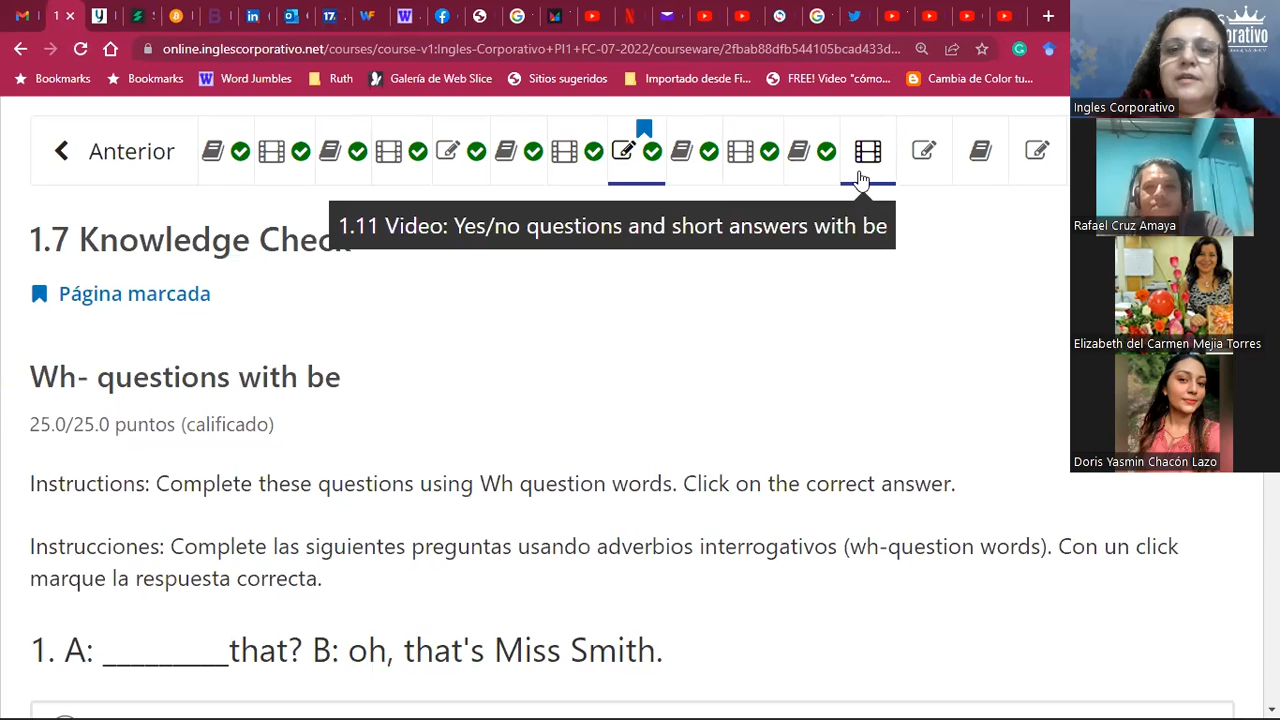 1
17
online.inglescorporativo.net/courses/course-v1:Ingles-Corporativo+PI1+FC-07-2022/courseware/2fbab88dfb544105bcad433d...
Bookmarks
Bookmarks
Word Jumbles
Ruth
Galería de Web Slice
Sitios sugeridos
Importado desde Fi...
FREE! Video "cómo...
Cambia de Color tu...
Anterior
1.11 Video: Yes/no questions and short answers with be
1.7 Knowledge Chec
Página marcada
Wh- questions with be
25.0/25.0 puntos (calificado)
Instructions: Complete these questions using Wh question words. Click on the correct answer.
Instrucciones: Complete las siguientes preguntas usando adverbios interrogativos (wh-question words). Con un click
marque la respuesta correcta.
1. A: _________that? B: oh, that's Miss Smith.
Ingles Corporativo
Rafael Cruz Amaya
Elizabeth del Carmen Mejia Torres
Doris Yasmin Chacón Lazo